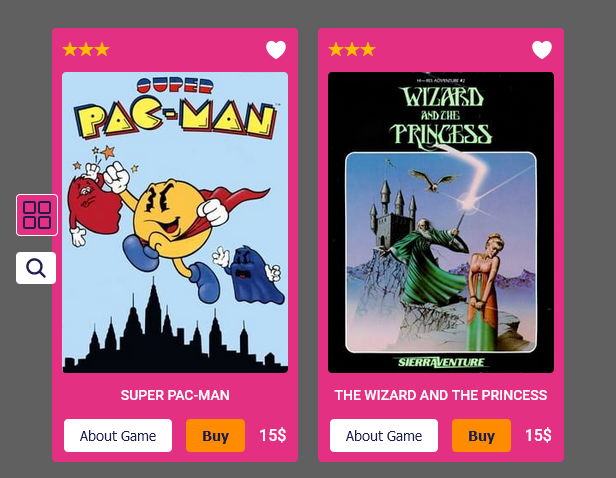 SUPER
PAC-MAN
SUPER PAC-MAN
About Game
Buy
15$
HI-RES ADVENTURE #2
WIZARD
AND THE
PRINCESS
SIERRAVENTURE
THE WIZARD AND THE PRINCESS
About Game
Buy
15$